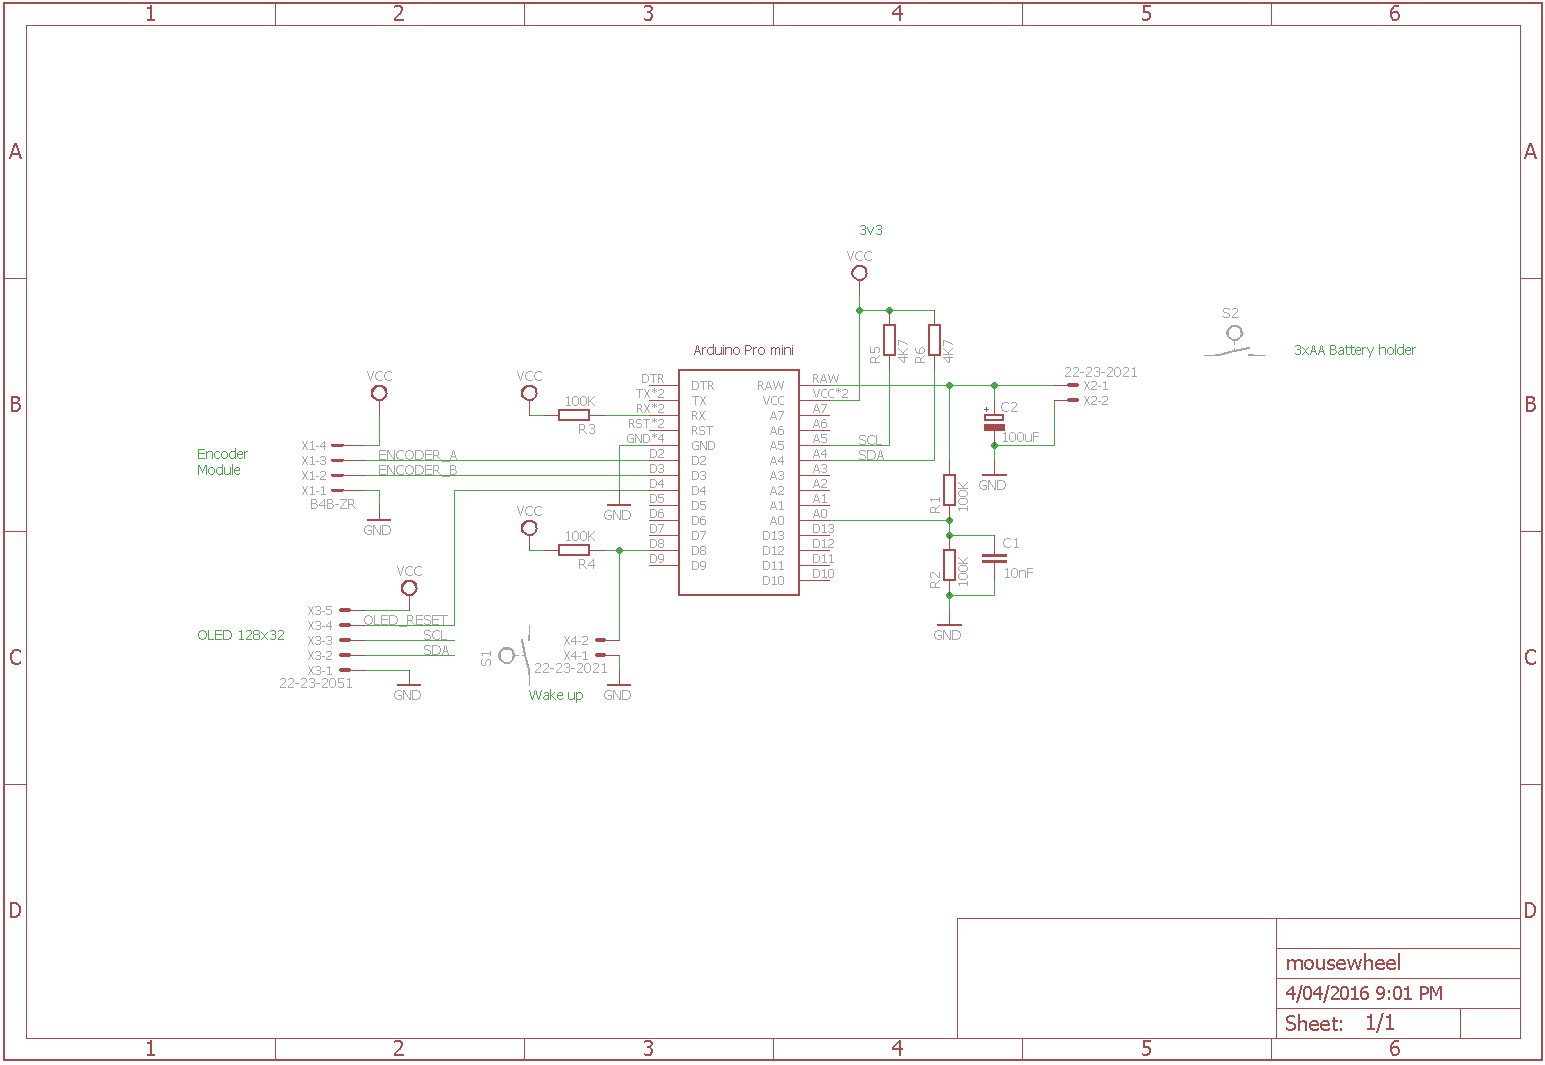 1 2 3 4 5 6
A A
B B
C C
D D
3v3
VCC
Arduino Pro mini
R5 4K7
R6 4K7
S2
3xAA Battery holder
22-23-2021
X2-1
X2-2
C2
+
100uF
GND
VCC
VCC
100K
R3
Encoder
Module
X1-4
X1-3 ENCODER_A
X1-2 ENCODER_B
X1-1
B4B-ZR
GND
DTR DTR RAW RAW
TX*2 TX VCC VCC*2
RX*2 RX A7 A7
RST*2 RST A6 A6
GND*4 GND A5 A5 SCL
D2 D2 A4 A4 SDA
D3 D3 A3 A3
D4 D4 A2 A2
D5 D5 A1 A1
D6 D6 A0 A0
D7 D7 D13 D13
D8 D8 D12 D12
D9 D9 D11 D11
D10 D10
GND
VCC
100K
R4
R1 100K
R2 100K
C1
10nF
GND
VCC
OLED 128x32
X3-5
X3-4 OLED_RESET
X3-3 SCL
X3-2 SDA
X3-1
22-23-2051
GND
S1
Wake up
X4-2
X4-1
22-23-2021
GND
mousewheel
4/04/2016 9:01 PM
Sheet: 1/1
1 2 3 4 5 6